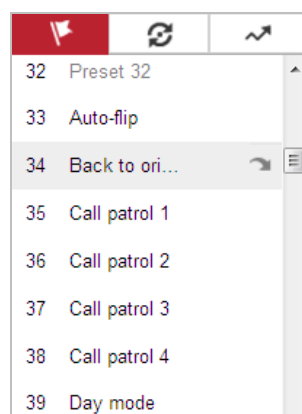 32 Preset 32
33 Auto-flip
34 Back to ori...
35 Call patrol 1
36 Call patrol 2
37 Call patrol 3
38 Call patrol 4
39 Day mode